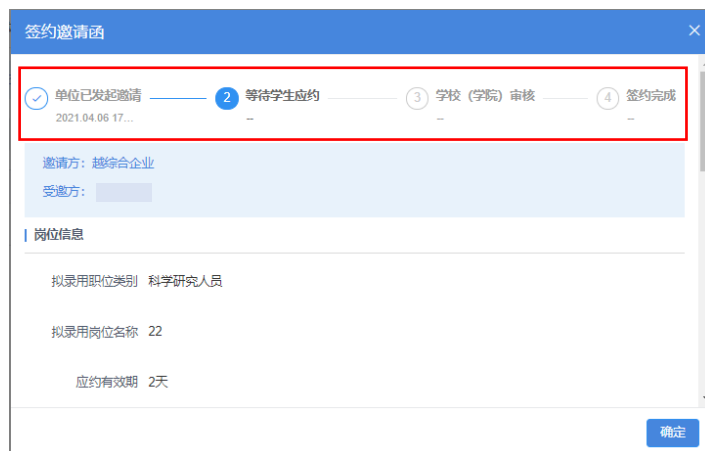 签约邀请函
单位已发起邀请
2 等待学生应约
3 学校（学院）审核
4 签约完成
2021.04.06 17...
--
--
--
邀请方：越综合企业
受邀方：
岗位信息
拟录用职位类别 科学研究人员
拟录用岗位名称 22
应约有效期 2天
确定